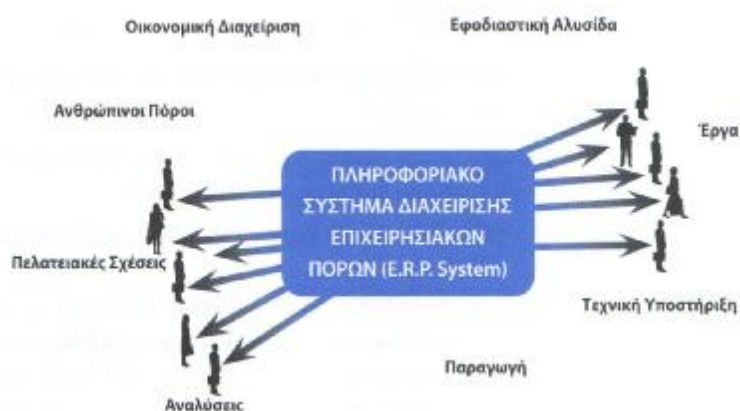 Οικονομική Διαχείριση
Εφοδιαστική Αλυσίδα
Ανθρώπινοι Πόροι
Έργα
ΠΛΗΡΟΦΟΡΙΑΚΟ
ΣΥΣΤΗΜΑ ΔΙΑΧΕΙΡΙΣΗΣ
ΕΠΙΧΕΙΡΗΣΙΑΚΩΝ
ΠΟΡΩΝ (E.R.P. System)
Πελατειακές Σχέσεις
Τεχνική Υποστήριξη
Παραγωγή
Αναλύσεις